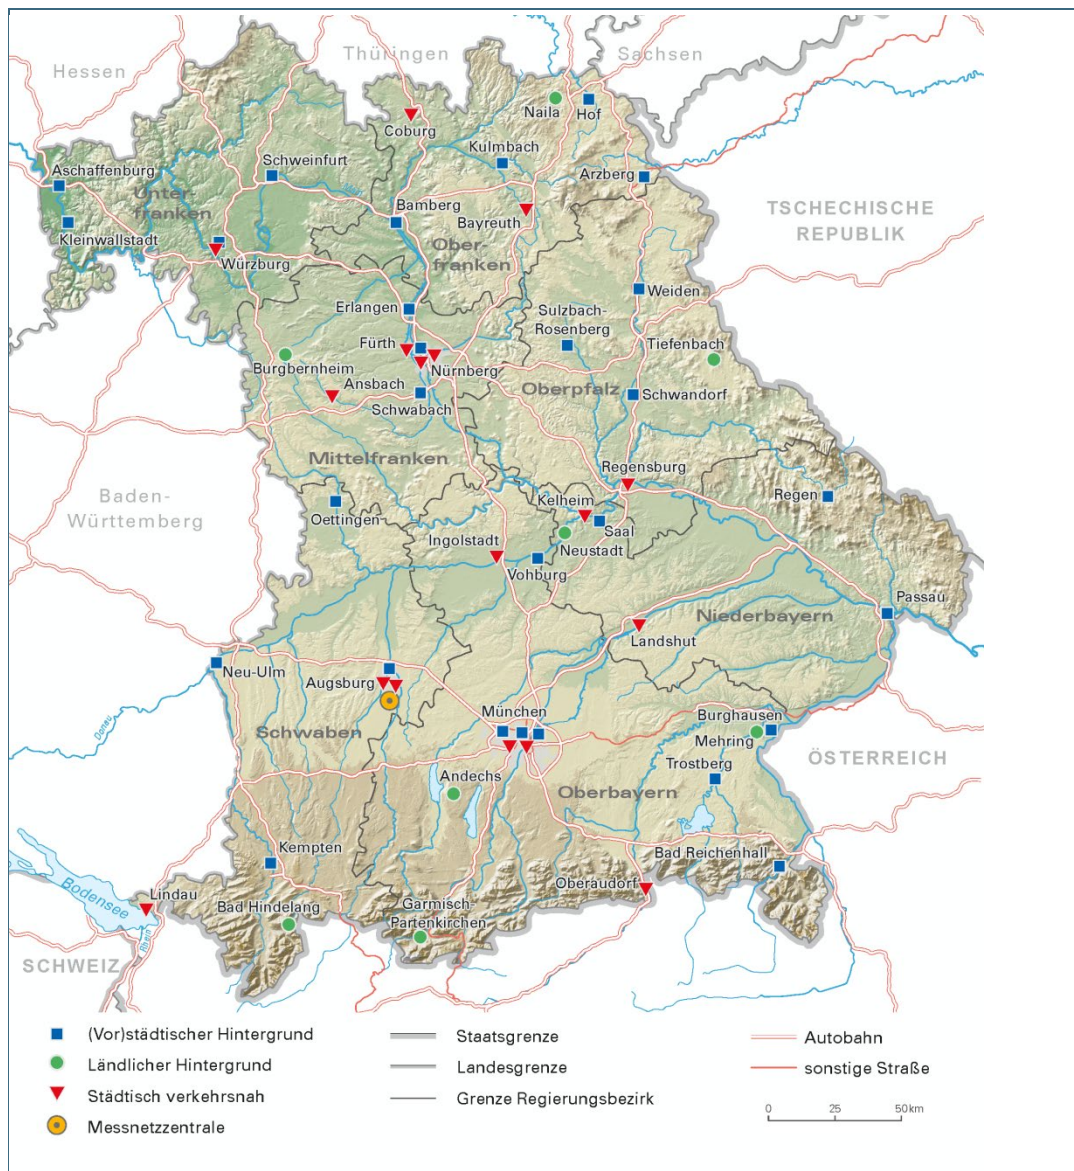 Hessen
Thüringen
Sachsen
Naila
Hof
Coburg
Kulmbach
Schweinfurt
Aschaffenburg
Arzberg
Main
Unter-
franken
Bamberg
Bayreuth
TSCHECHISCHE
REPUBLIK
Kleinwallstadt
Ober-
franken
Würzburg
Weiden
Erlangen
Sulzbach-
Rosenberg
Fürth
Tiefenbach
Burgbernheim
Nürnberg
Ansbach
Oberpfalz
Schwabach
Schwandorf
Mittelfranken
Regensburg
Baden-
Württemberg
Regen
Kelheim
Oettingen
Saal
Ingolstadt
Neustadt
Vohburg
Passau
Niederbayern
Landshut
Neu-Ulm
Augsburg
Donau
München
Burghausen
Schwaben
Mehring
ÖSTERREICH
Trostberg
Andechs
Oberbayern
Kempten
Bad Reichenhall
Bodensee
Lindau
Oberaudorf
Bad Hindelang
Garmisch-
Partenkirchen
Rhein
SCHWEIZ
(Vor)städtischer Hintergrund
Ländlicher Hintergrund
Städtisch verkehrsnah
Messnetzzentrale
Staatsgrenze
Landesgrenze
Grenze Regierungsbezirk
Autobahn
sonstige Straße
0 25 50 km